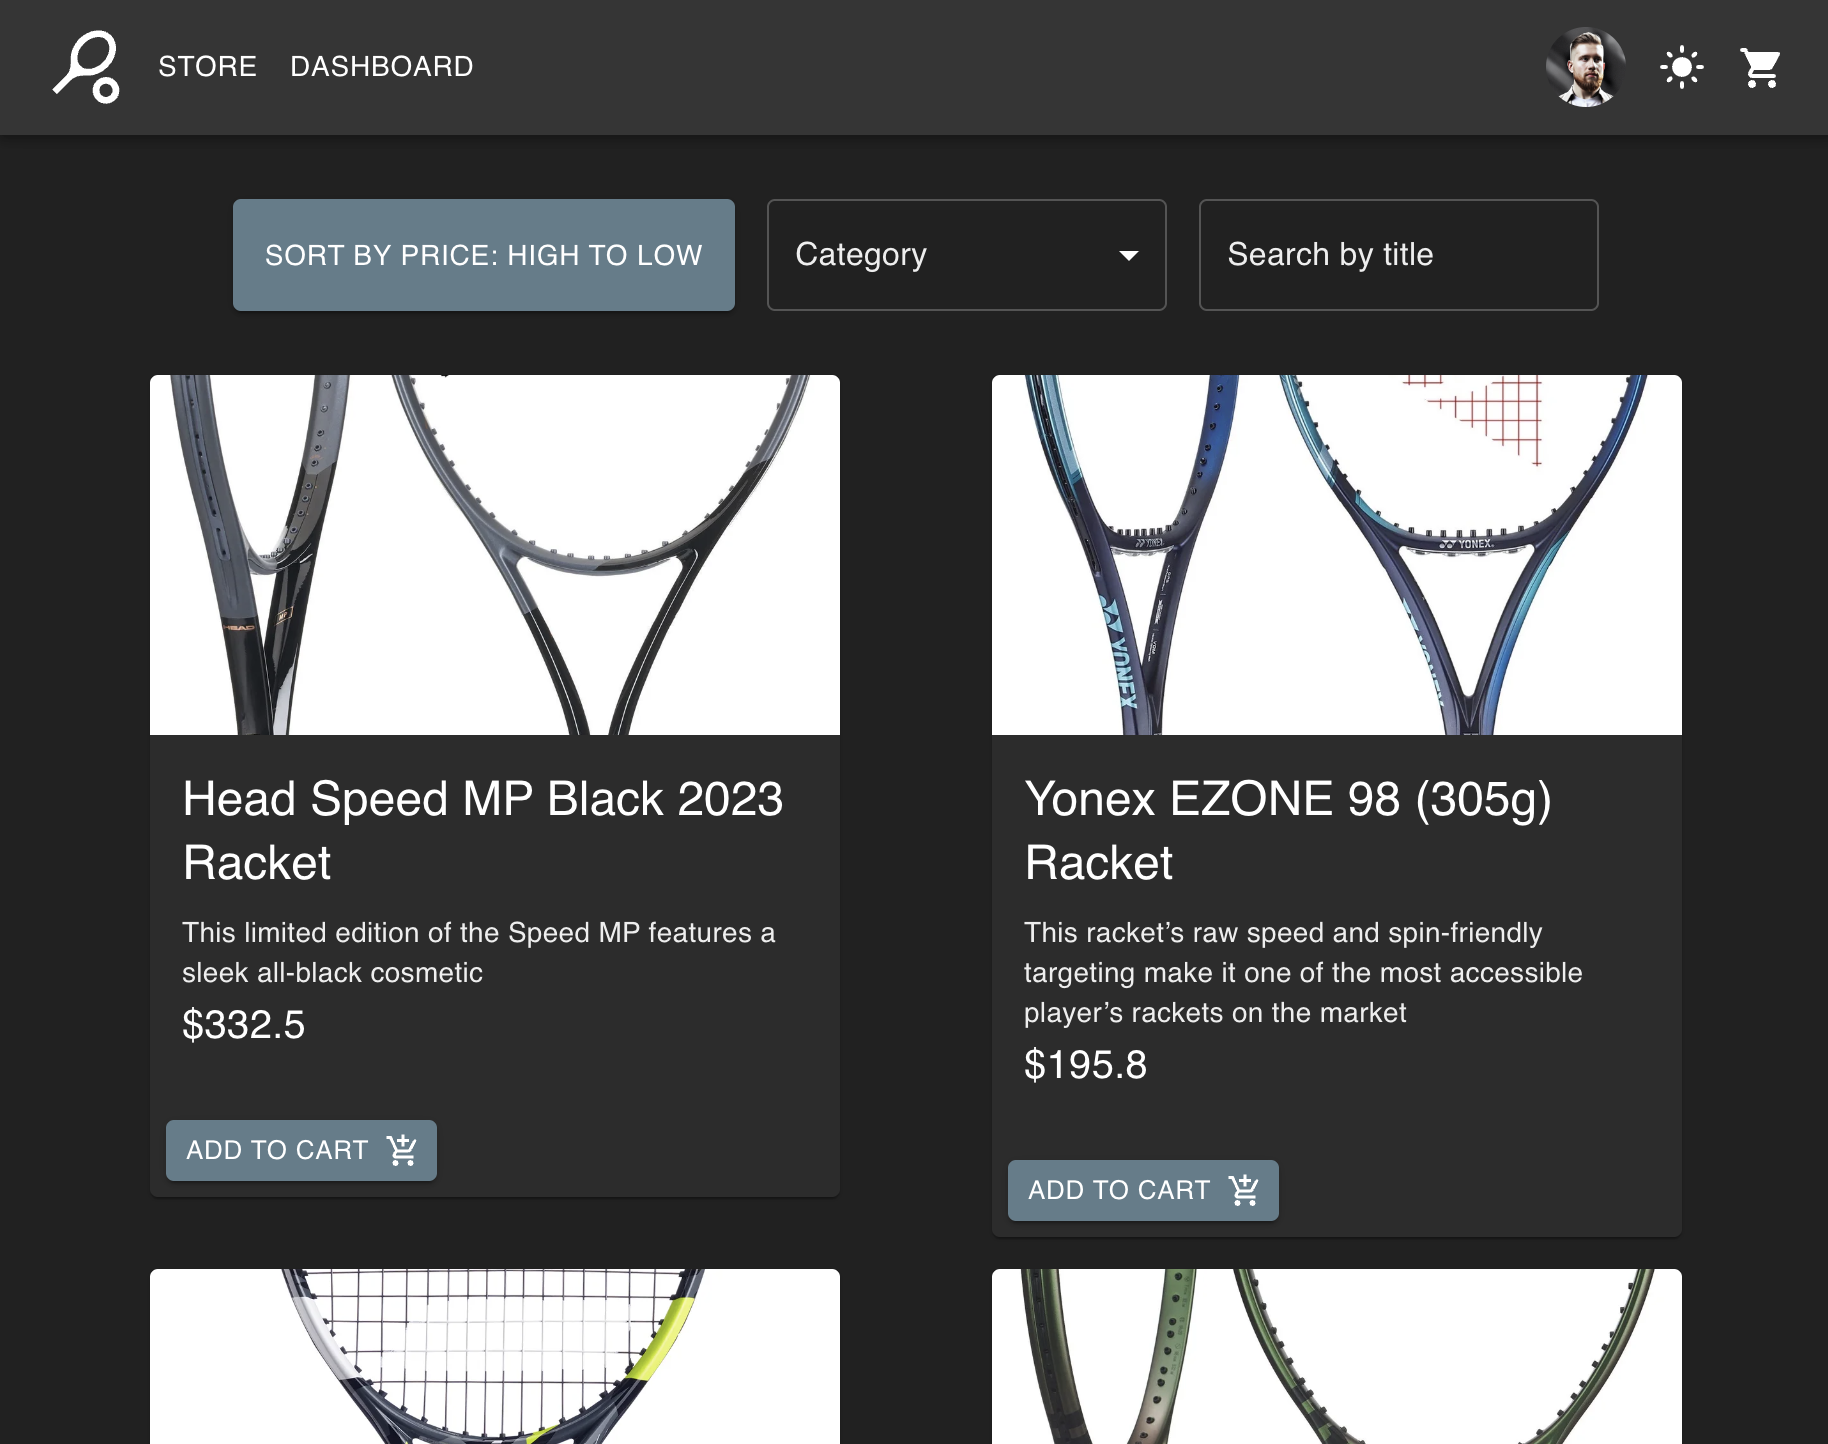 STORE DASHBOARD
SORT BY PRICE: HIGH TO LOW
Category
Search by title
HEAD
MP
YONEX
YONEX
YONEX
Head Speed MP Black 2023
Racket
This limited edition of the Speed MP features a
sleek all-black cosmetic
$332.5
ADD TO CART
Yonex EZONE 98 (305g)
Racket
This racket’s raw speed and spin-friendly
targeting make it one of the most accessible
player’s rackets on the market
$195.8
ADD TO CART